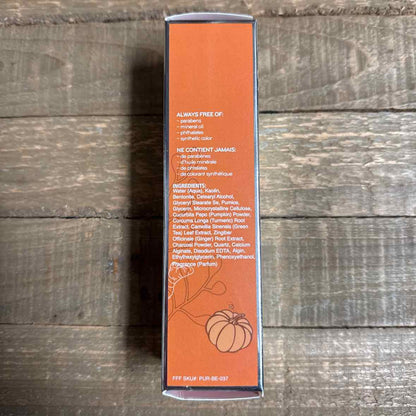 ALWAYS FREE OF:
- parabens
- mineral oil
- phthalates
- synthetic color
NE CONTIENT JAMAIS:
- de parabènes
- d'huile minérale
- de phtalates
- de colorant synthétique
INGREDIENTS:
Water (Aqua), Kaolin,
Bentonite, Cetearyl Alcohol,
Glyceryl Stearate Se, Pumice,
Glycerin, Microcrystalline Cellulose,
Cucurbita Pepo (Pumpkin) Powder,
Curcuma Longa (Turmeric) Root
Extract, Camellia Sinensis (Green
Tea) Leaf Extract, Zingiber
Officinale (Ginger) Root Extract,
Charcoal Powder, Quartz, Calcium
Alginate, Disodium EDTA, Algin,
Ethylhexylglycerin, Phenoxyethanol,
Fragrance (Parfum)
FFF SKU#: PUR-BE-037